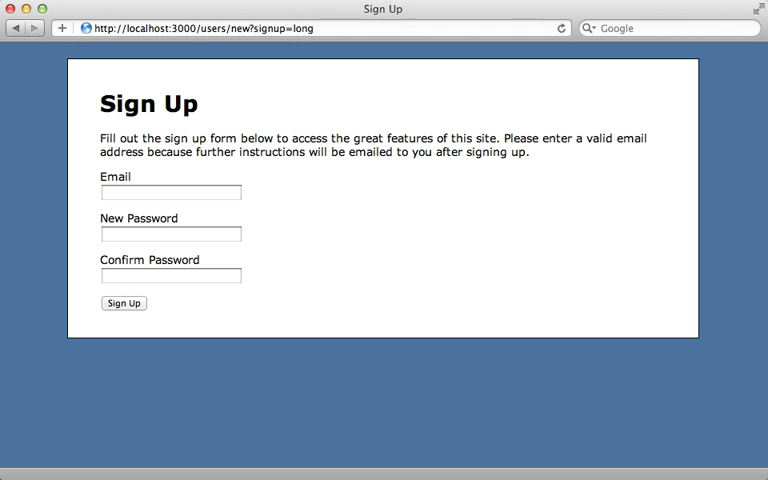 Sign Up
http://localhost:3000/users/new?signup=long
Google
Sign Up
Fill out the sign up form below to access the great features of this site. Please enter a valid email
address because further instructions will be emailed to you after signing up.
Email
New Password
Confirm Password
Sign Up